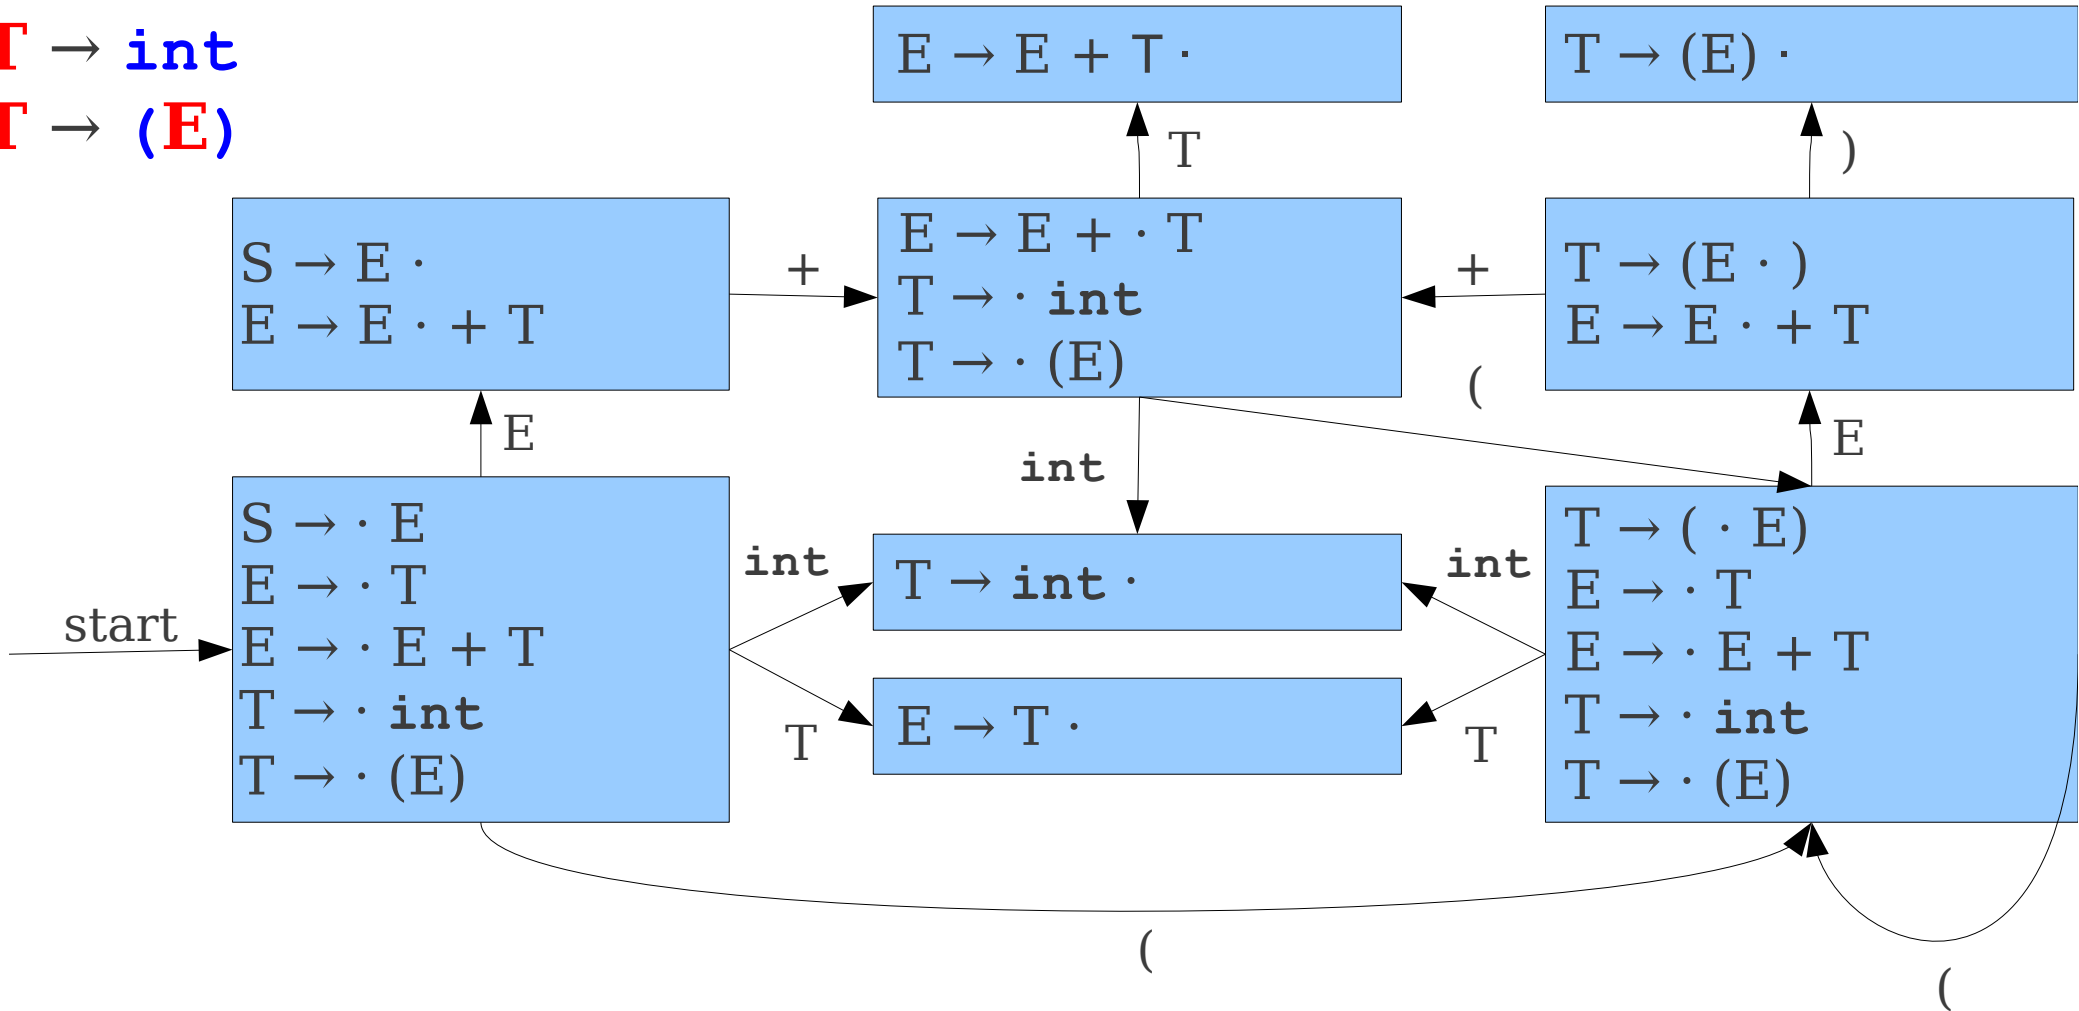 T → int
T → (E)
E → E + T ·
T → (E) ·
T
)
S → E ·
E → E · + T
+
E → E + · T
T → · int
T → · (E)
+
T → (E · )
E → E · + T
(
E
int
E
start
S → · E
E → · T
E → · E + T
T → · int
T → · (E)
int
T
T → int ·
E → T ·
int
T
T → ( · E)
E → · T
E → · E + T
T → · int
T → · (E)
(
(